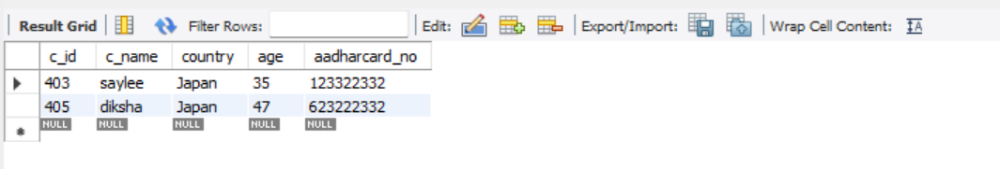 Result Grid Filter Rows: Edit: Export/Import: Wrap Cell Content: IA
c_id c_name country age aadharcard_no
403 saylee Japan 35 123322332
405 diksha Japan 47 623222332
NULL NULL NULL NULL NULL